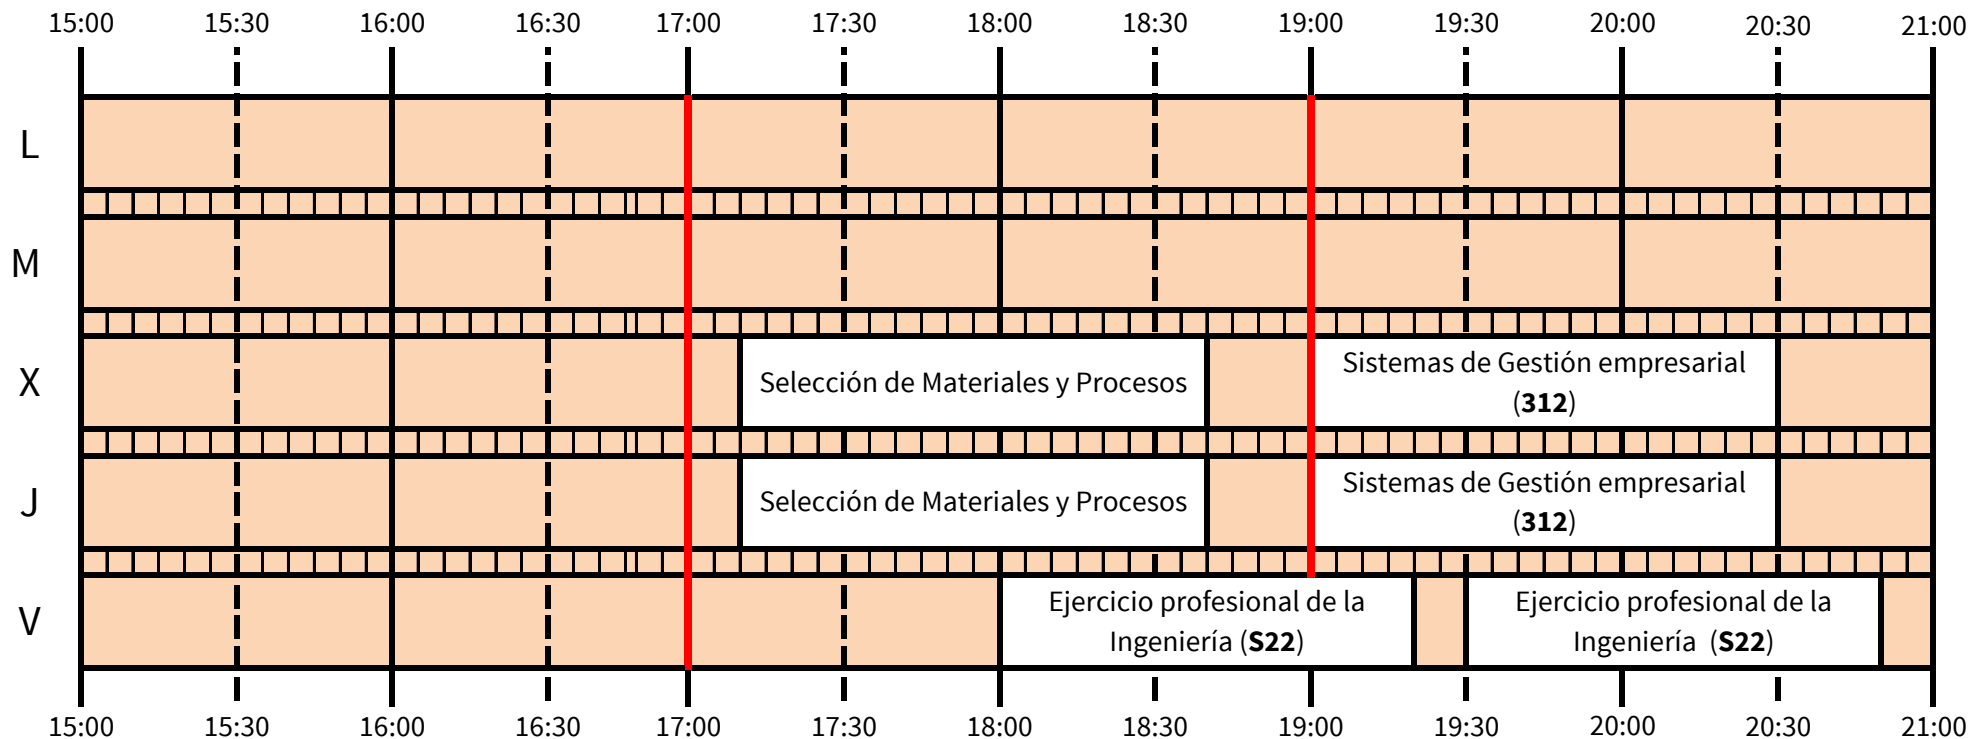 15:00 15:30 16:00 16:30 17:00 17:30 18:00 18:30 19:00 19:30 20:00 20:30 21:00
L
M
X
Selección de Materiales y Procesos
Sistemas de Gestión empresarial
(312)
J
Selección de Materiales y Procesos
Sistemas de Gestión empresarial
(312)
V
Ejercicio profesional de la
Ingeniería (S22)
Ejercicio profesional de la
Ingeniería (S22)
15:00 15:30 16:00 16:30 17:00 17:30 18:00 18:30 19:00 19:30 20:00 20:30 21:00